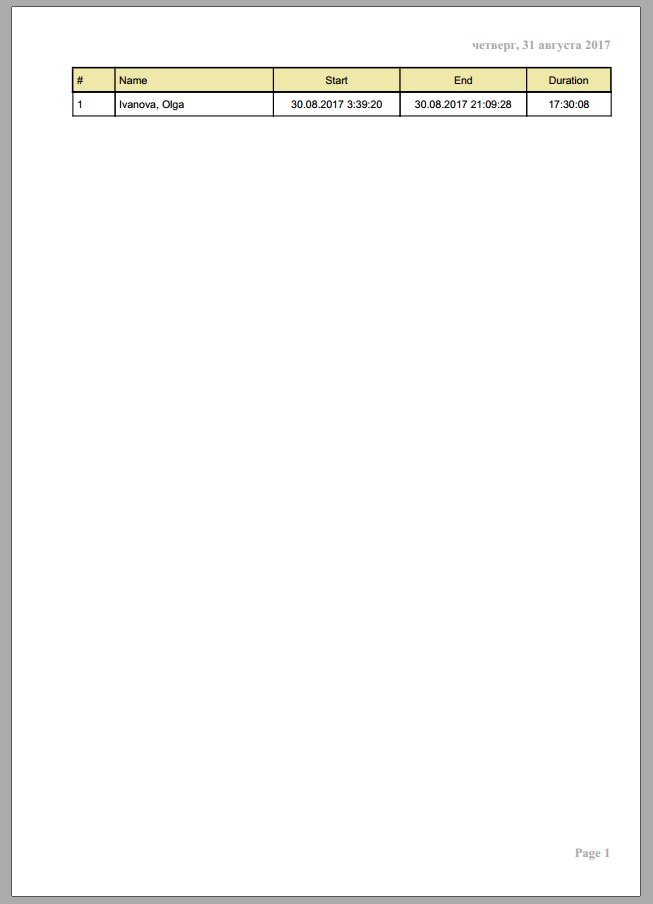 четверг, 31 августа 2017
# Name Start End Duration
1 Ivanova, Olga 30.08.2017 3:39:20 30.08.2017 21:09:28 17:30:08
Page 1